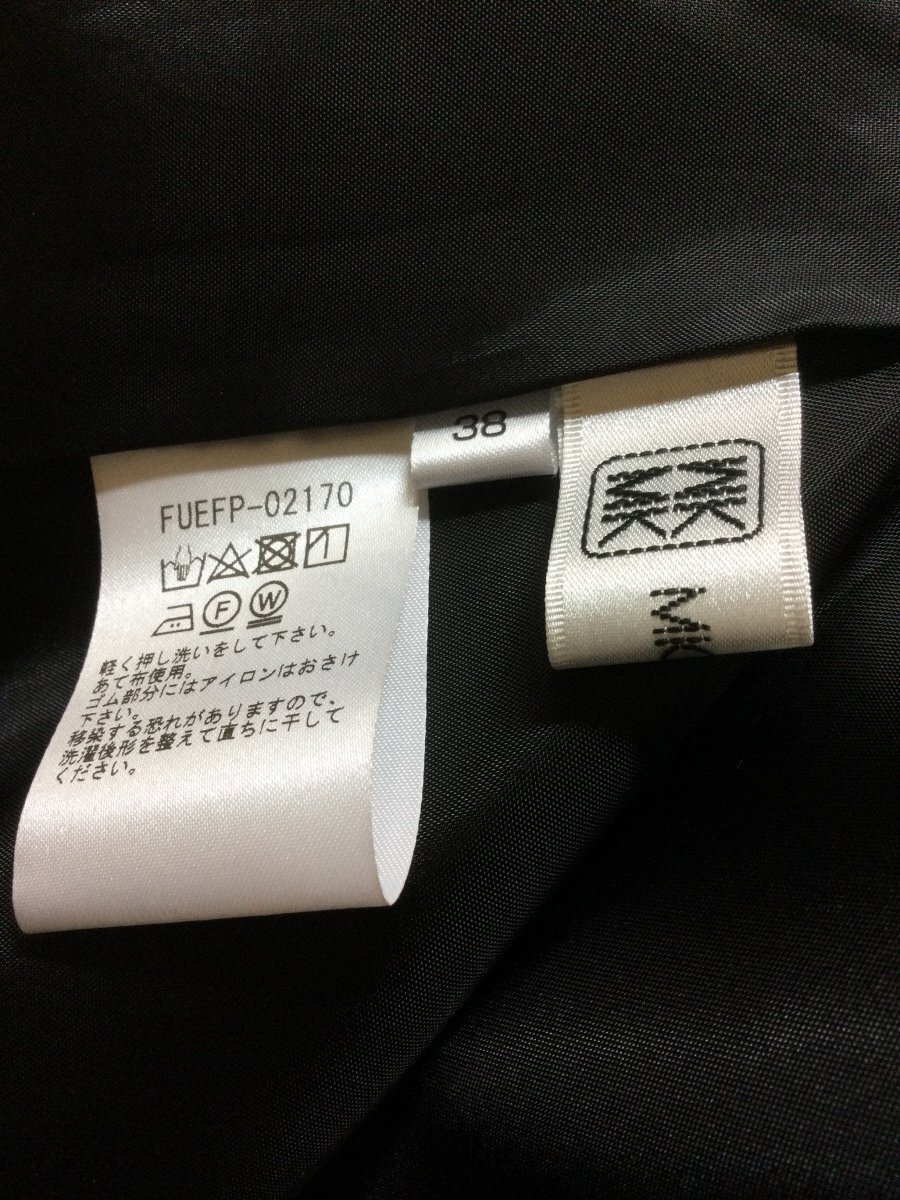 38
FUEFP-02170
F W
軽く押し洗いをして下さい。
あて布使用。
ゴム部分にはアイロンはおさけ
下さい。
移染する恐れがありますので、
洗濯後形を整えて直ちに干して
ください。
MK